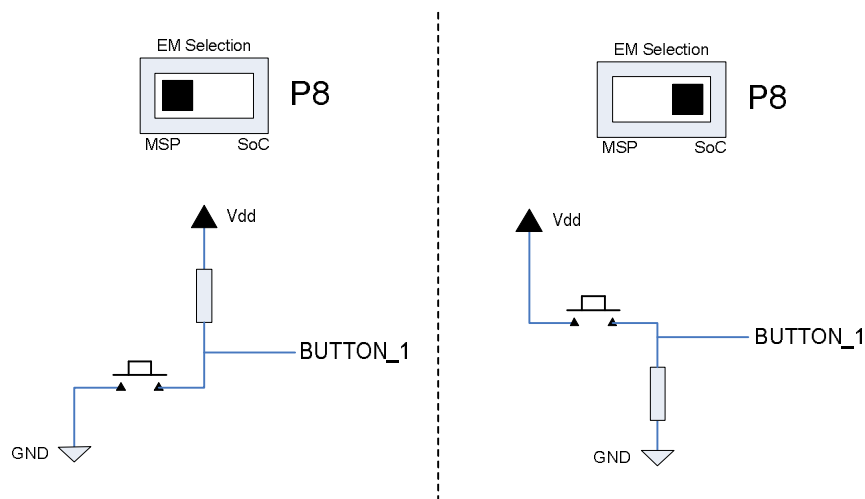 EM Selection
P8
MSP SoC
Vdd
BUTTON_1
GND
EM Selection
P8
MSP SoC
Vdd
BUTTON_1
GND